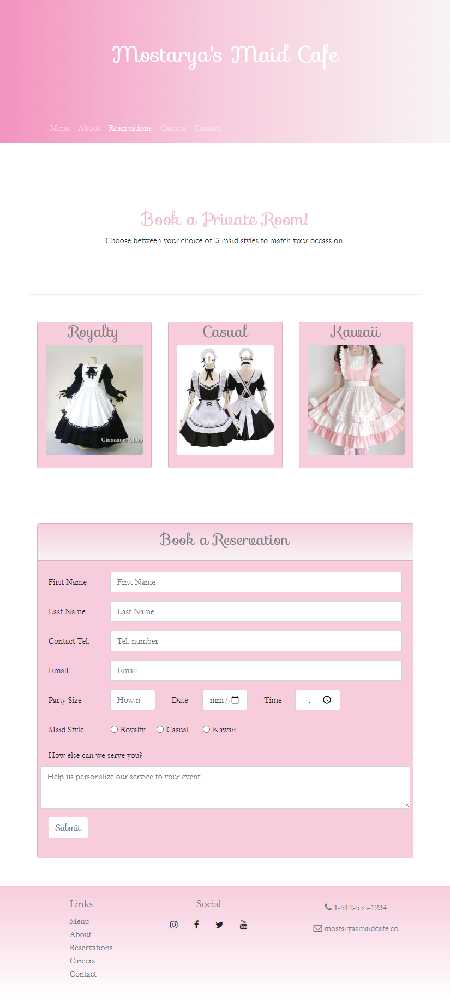 Mostarya's Maid Cafe
Menu About Reservations Careers Contact
Book a Private Room!
Choose between your choice of 3 maid styles to match your occassion.
Royalty
Casual
Kawaii
Cinnamon Shop
Book a Reservation
First Name First Name
Last Name Last Name
Contact Tel. Tel. number
Email Email
Party Size How n Date mm/ Time --:--
Maid Style Royalty Casual Kawaii
How else can we serve you?
Help us personalize our service to your event!
Submit
Links
Menu
About
Reservations
Careers
Contact
Social
You Tube
1-512-555-1234
mostaryasmaidcafe.co